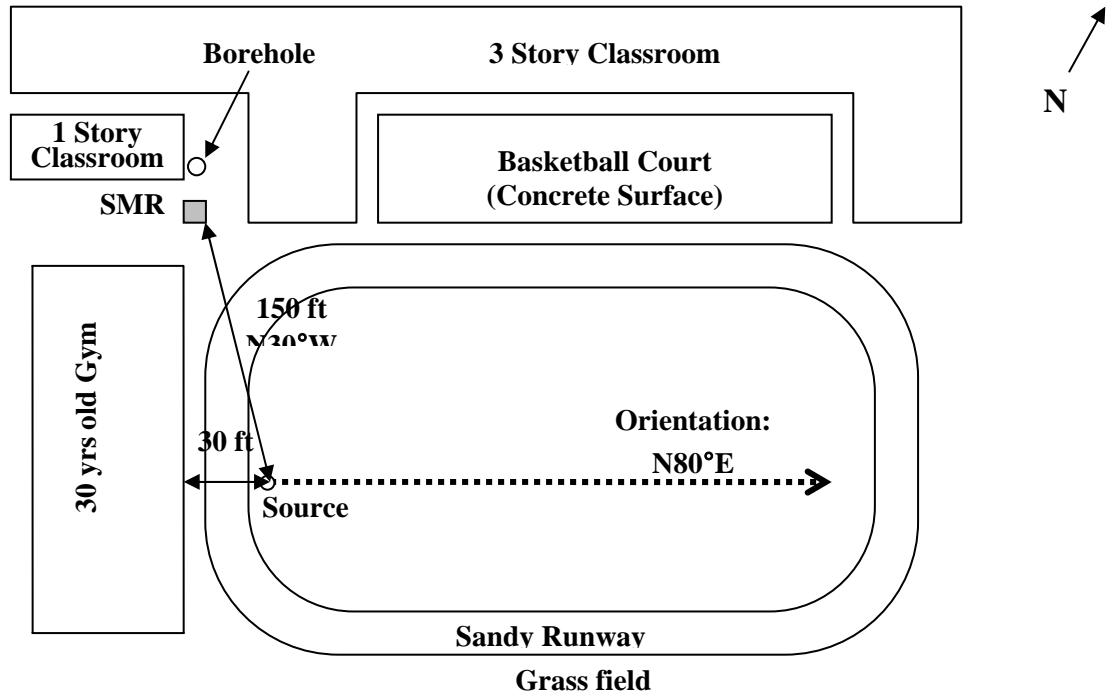 Borehole
3 Story Classroom
N
1 Story
Classroom
Basketball Court
(Concrete Surface)
SMR
150 ft
N30°W
30 yrs old Gym
Orientation:
N80°E
30 ft
Source
Sandy Runway
Grass field